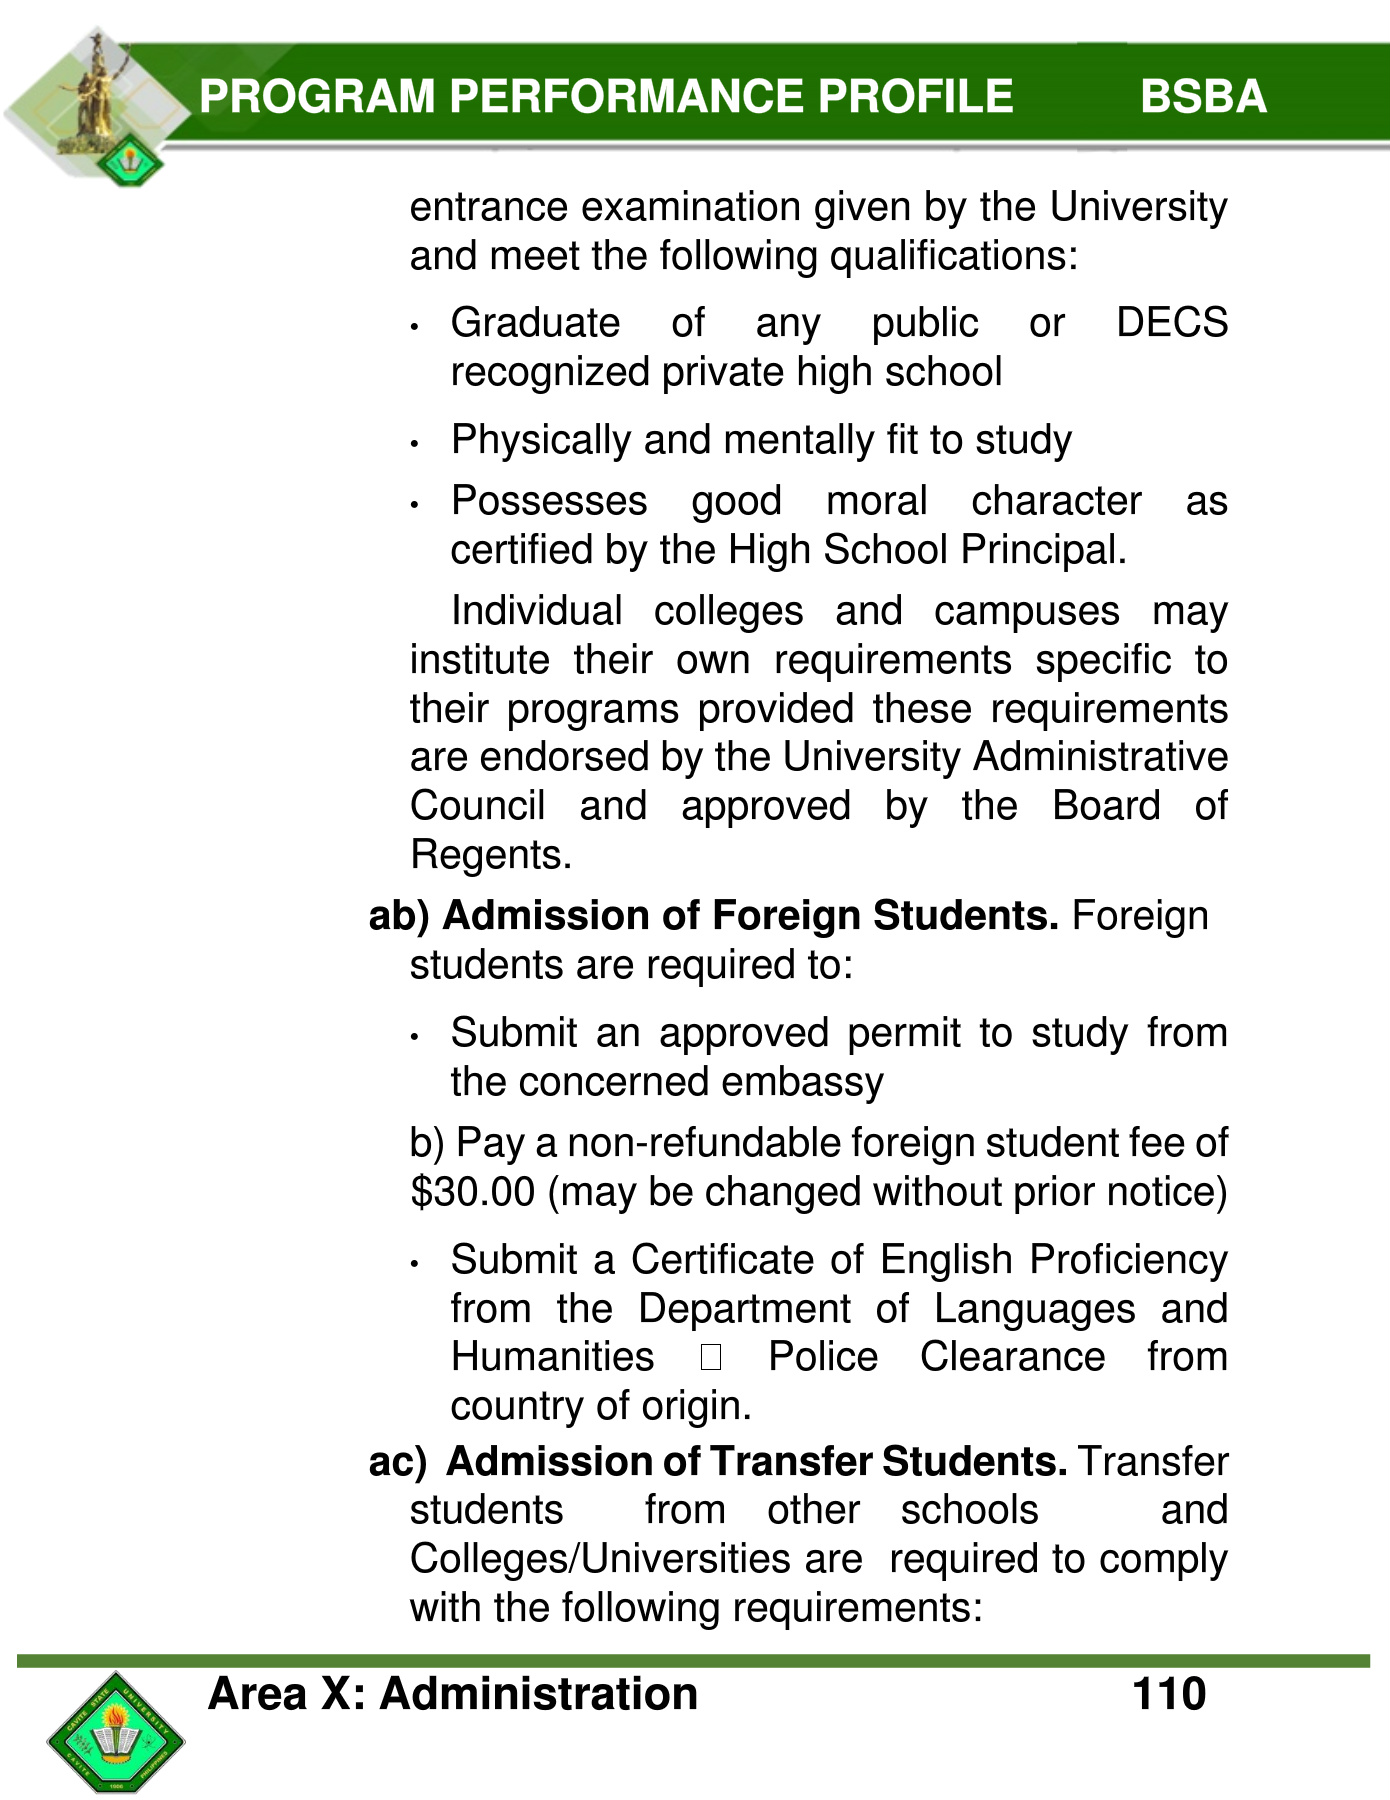 PROGRAM PERFORMANCE PROFILE BSBA
entrance examination given by the University
and meet the following qualifications:
• Graduate of any public or DECS
recognized private high school
• Physically and mentally fit to study
• Possesses good moral character as
certified by the High School Principal.
Individual colleges and campuses may
institute their own requirements specific to
their programs provided these requirements
are endorsed by the University Administrative
Council and approved by the Board of
Regents.
ab) Admission of Foreign Students. Foreign
students are required to:
• Submit an approved permit to study from
the concerned embassy
b) Pay a non-refundable foreign student fee of
$30.00 (may be changed without prior notice)
• Submit a Certificate of English Proficiency
from the Department of Languages and
Humanities □ Police Clearance from
country of origin.
ac) Admission of Transfer Students. Transfer
students from other schools and
Colleges/Universities are required to comply
with the following requirements:
Area X: Administration 110
CAVITE STATE UNIVERSITY
CAVITE PHILIPPINES
1906